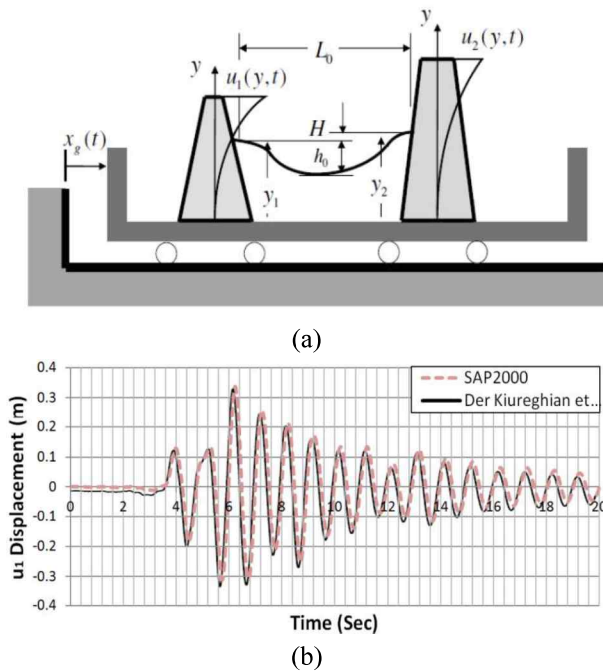 y
u₂(y,t)
y
L₀
u₁(y,t)
xg(t)
H
h₀
y₁
y₂
(a)
0.4
0.3
0.2
0.1
0
-0.1
-0.2
-0.3
-0.4
u₁ Displacement (m)
SAP2000
Der Kiureghian et...
0 2 4 6 8 10 12 14 16 18 20
Time (Sec)
(b)